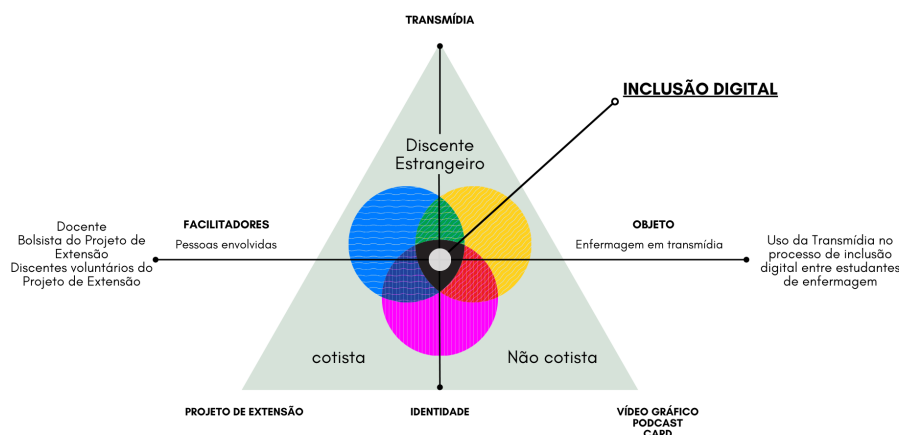 TRANSMÍDIA
INCLUSÃO DIGITAL
Discente
Estrangeiro
Docente
Bolsista do Projeto de
Extensão
Discentes voluntários do
Projeto de Extensão
FACILITADORES
Pessoas envolvidas
OBJETO
Enfermagem em transmídia
Uso da Transmídia no
processo de inclusão
digital entre estudantes
de enfermagem
cotista
Não cotista
PROJETO DE EXTENSÃO
IDENTIDADE
VÍDEO GRÁFICO
PODCAST
CARD